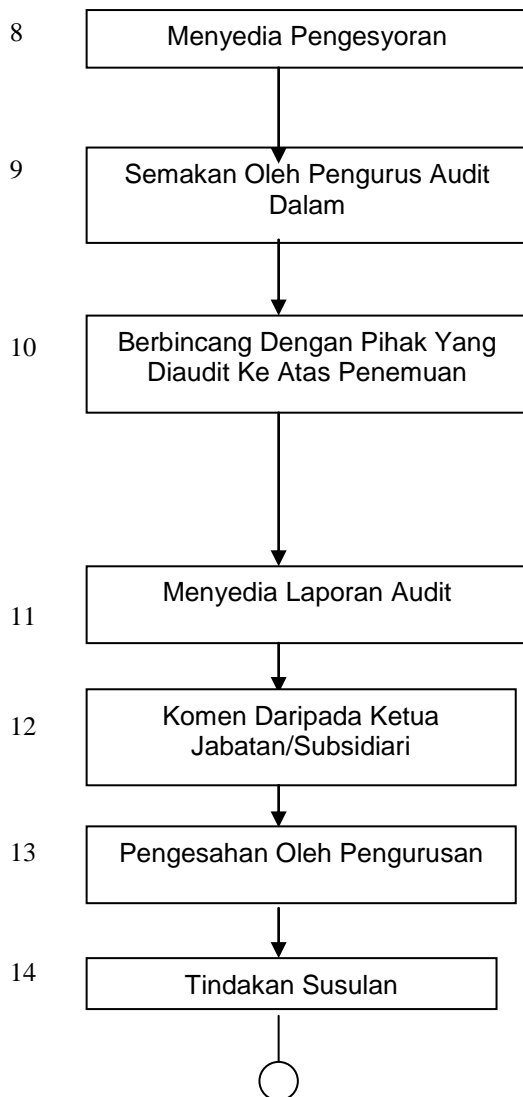 8
Menyedia Pengesyoran
9
Semakan Oleh Pengurus Audit
Dalam
10
Berbincang Dengan Pihak Yang
Diaudit Ke Atas Penemuan
Menyedia Laporan Audit
11
12
Komen Daripada Ketua
Jabatan/Subsidiari
13
Pengesahan Oleh Pengurusan
14
Tindakan Susulan